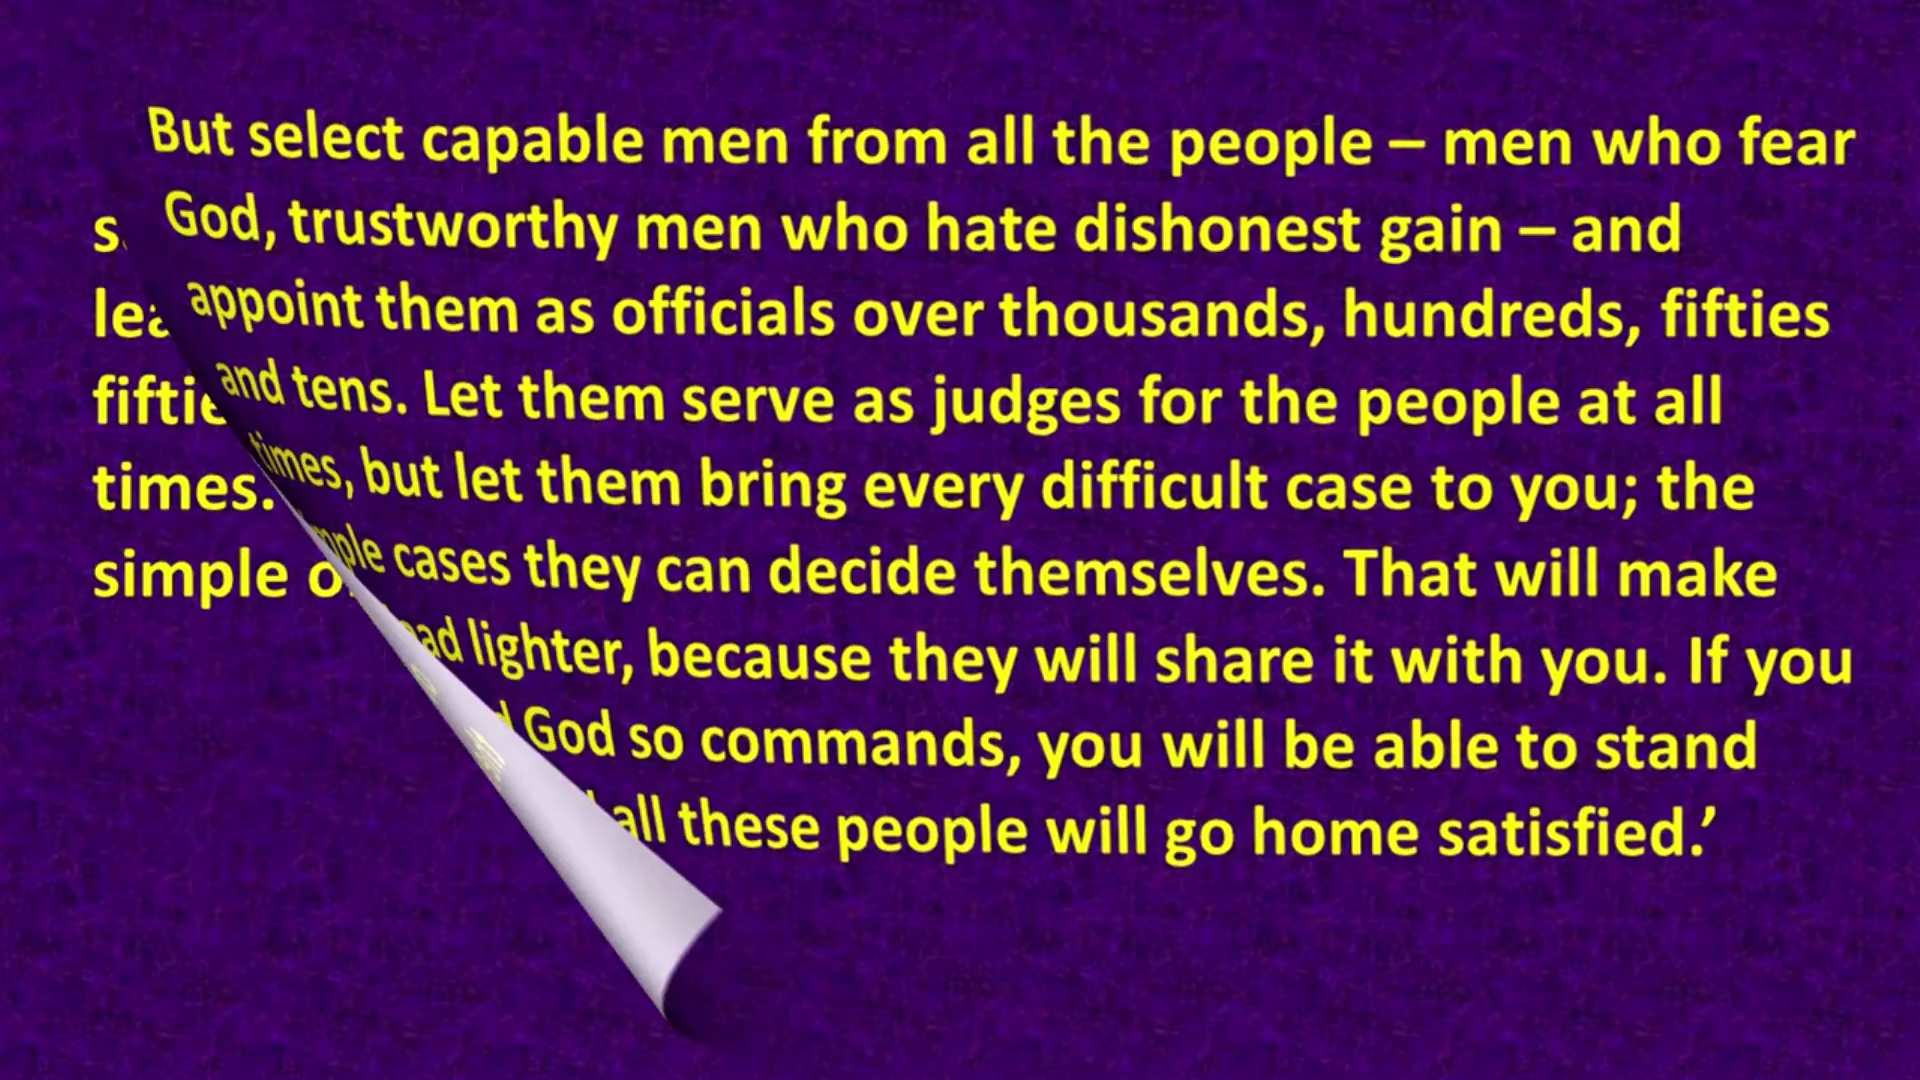 But select capable men from all the people – men who fear
God, trustworthy men who hate dishonest gain – and
appoint them as officials over thousands, hundreds, fifties
and tens. Let them serve as judges for the people at all
times, but let them bring every difficult case to you; the
cases they can decide themselves. That will make
lighter, because they will share it with you. If you
God so commands, you will be able to stand
all these people will go home satisfied.’
times.
simple